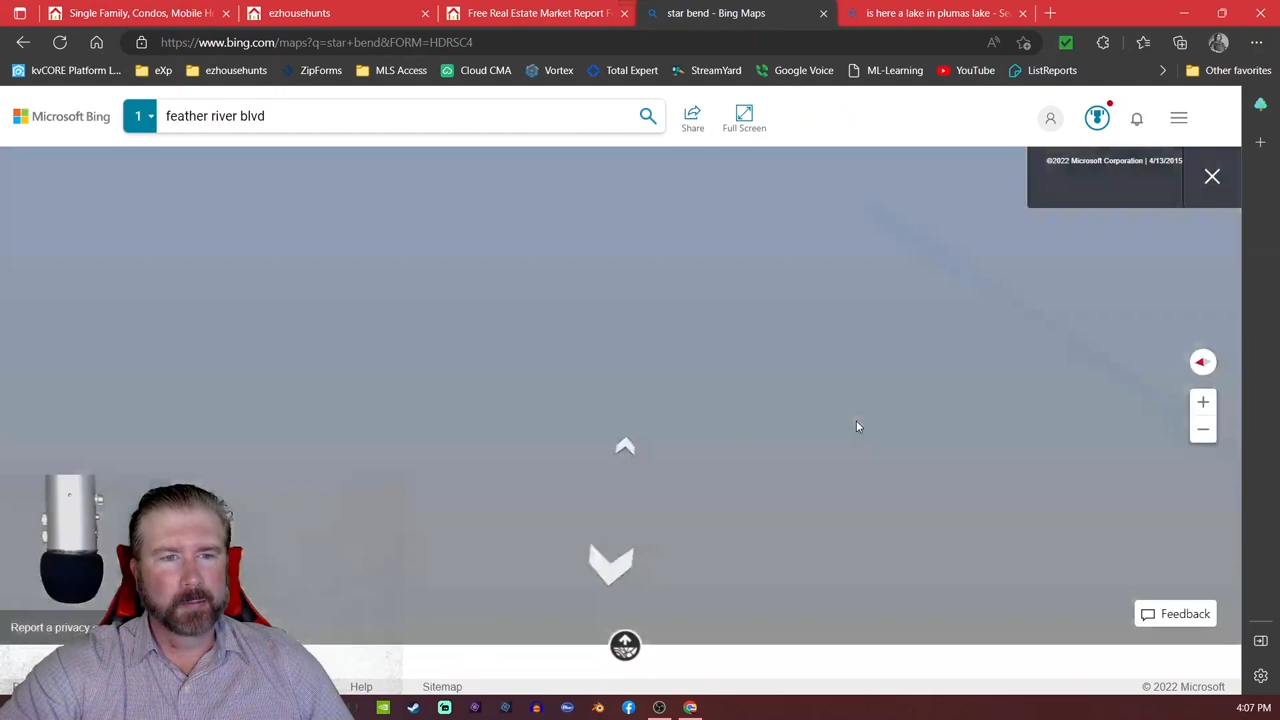 Single Family, Condos, Mobile H
ezhousehunts
Free Real Estate Market Report F
star bend - Bing Maps
is here a lake in plumas lake - Se
https://www.bing.com/maps?q=star+bend&FORM=HDRSC4
kvCORE Platform L...
eXp
ezhousehunts
ZipForms
MLS Access
Cloud CMA
Vortex
Total Expert
StreamYard
Google Voice
ML-Learning
YouTube
ListReports
Other favorites
Microsoft Bing
1
feather river blvd
Share
Full Screen
©2022 Microsoft Corporation | 4/13/2015
Feedback
Report a privacy
Help
Sitemap
© 2022 Microsoft
4:07 PM